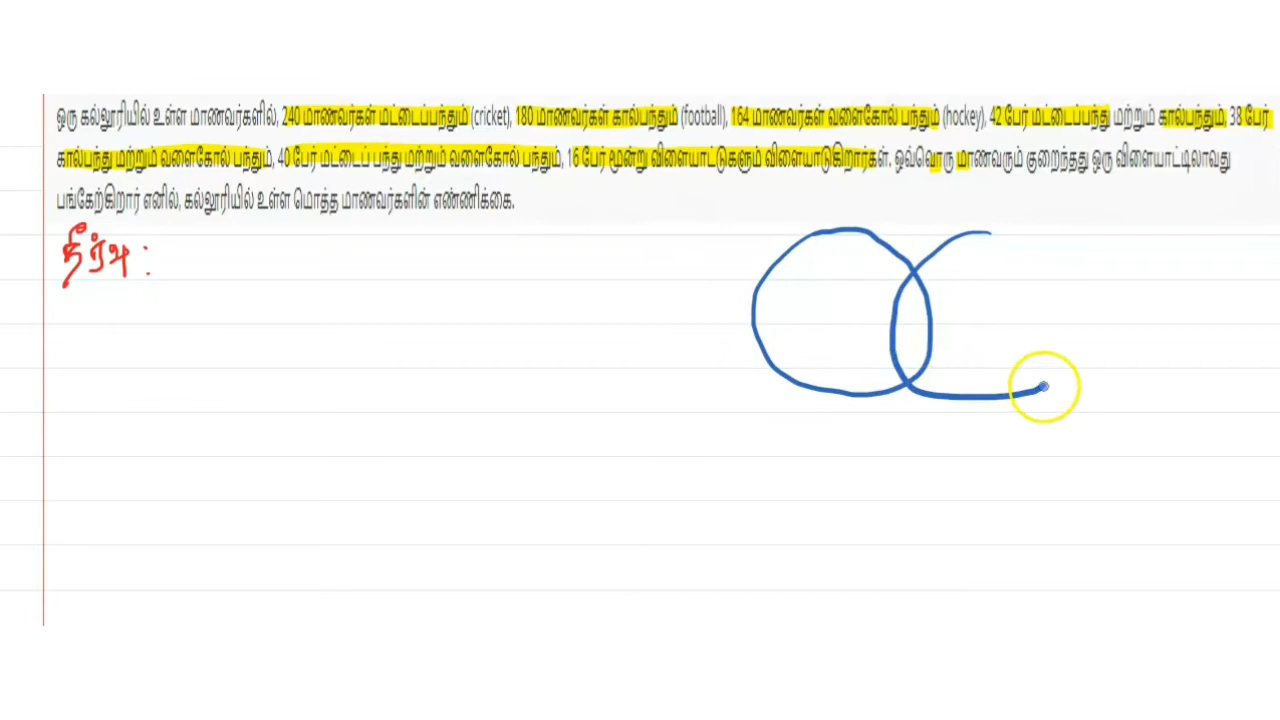 ஒரு கல்லூரியில் உள்ள மாணவர்களில், 240 மாணவர்கள் மட்டைப்பந்தும் (cricket), 180 மாணவர்கள் கால்பந்தும் (football), 164 மாணவர்கள் வளைகோல் பந்தும் (hockey), 42 பேர் மட்டைப்பந்து மற்றும் கால்பந்தும், 38 பேர்
கால்பந்து மற்றும் வளைகோல் பந்தும், 40 பேர் மட்டைப் பந்து மற்றும் வளைகோல் பந்தும், 16 பேர் மூன்று விளையாட்டுகளும் விளையாடுகிறார்கள். ஒவ்வொரு மாணவரும் குறைந்தது ஒரு விளையாட்டிலாவது
பங்கேற்கிறார் எனில், கல்லூரியில் உள்ள மொத்த மாணவர்களின் எண்ணிக்கை.
தீர்வு :